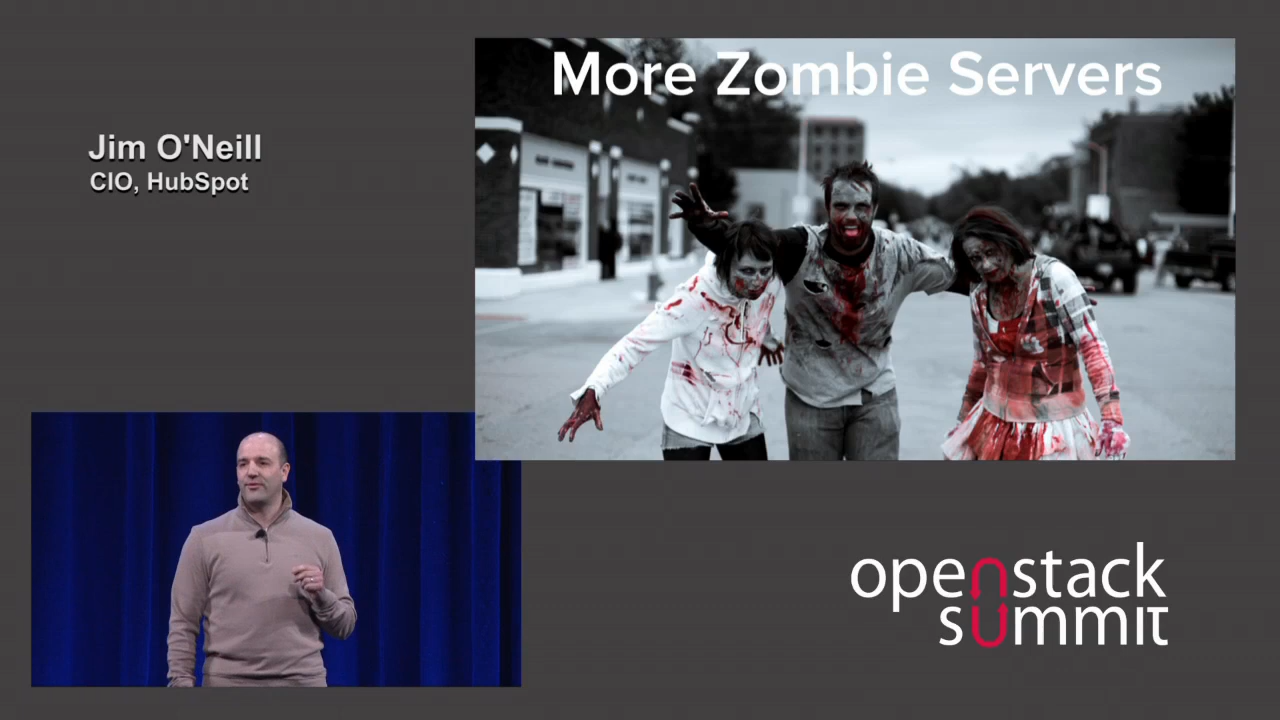 More Zombie Servers
Jim O'Neill
CIO, HubSpot
openstack
summit